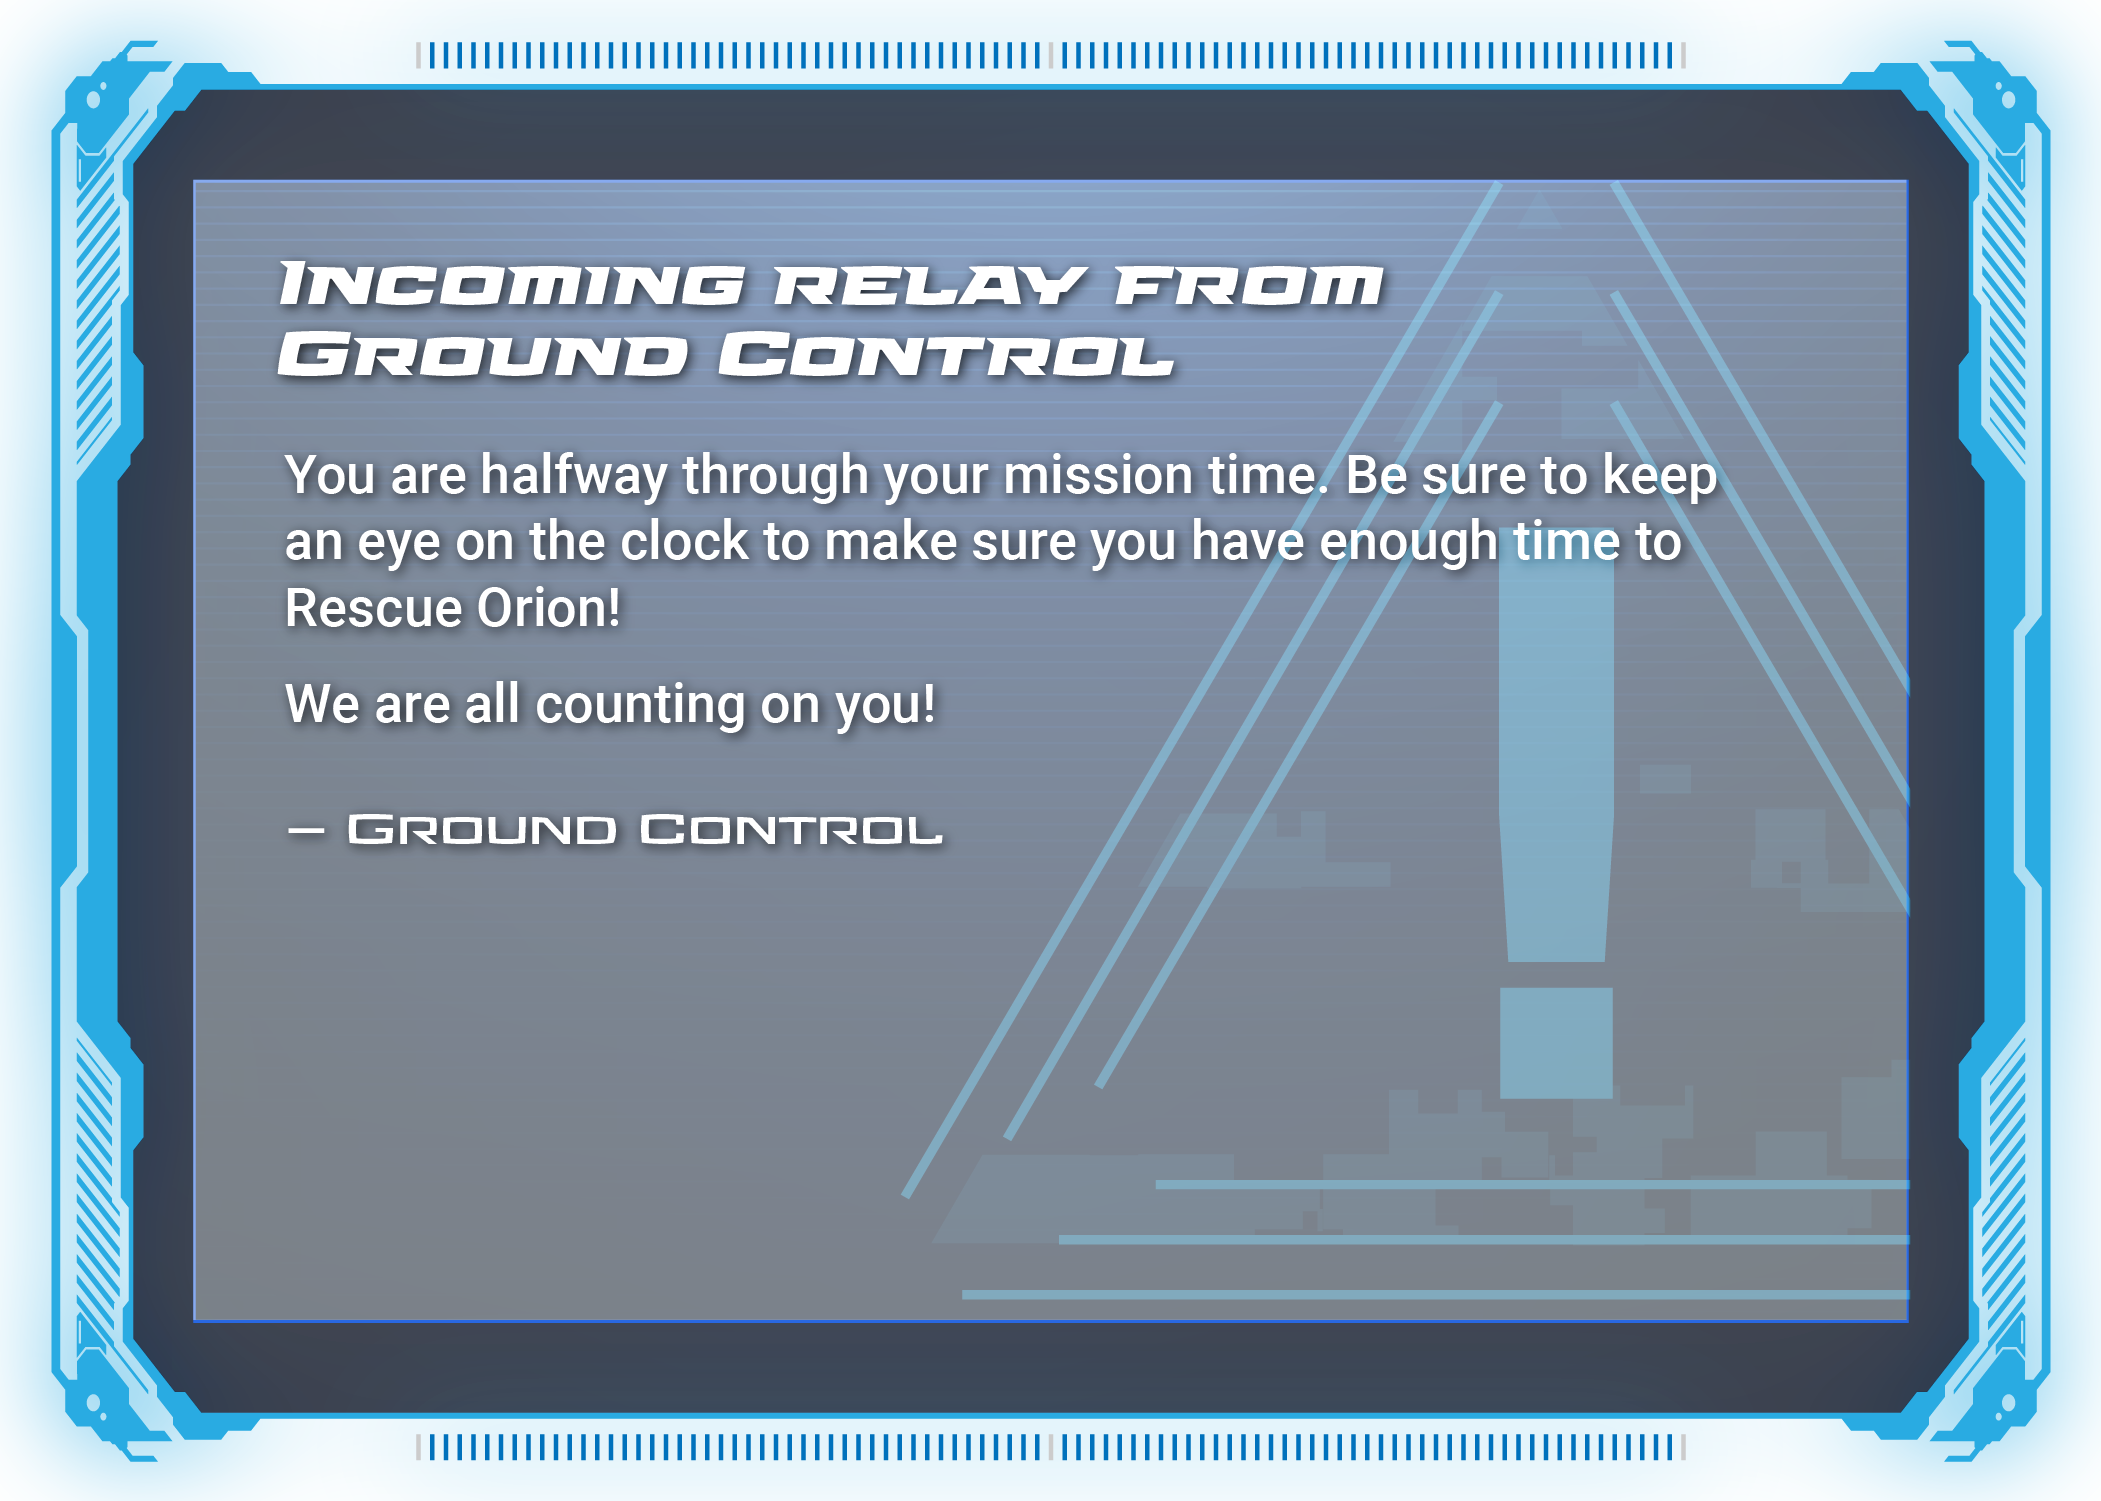 Incoming relay from
Ground Control
You are halfway through your mission time. Be sure to keep
an eye on the clock to make sure you have enough time to
Rescue Orion!
We are all counting on you!
– Ground Control